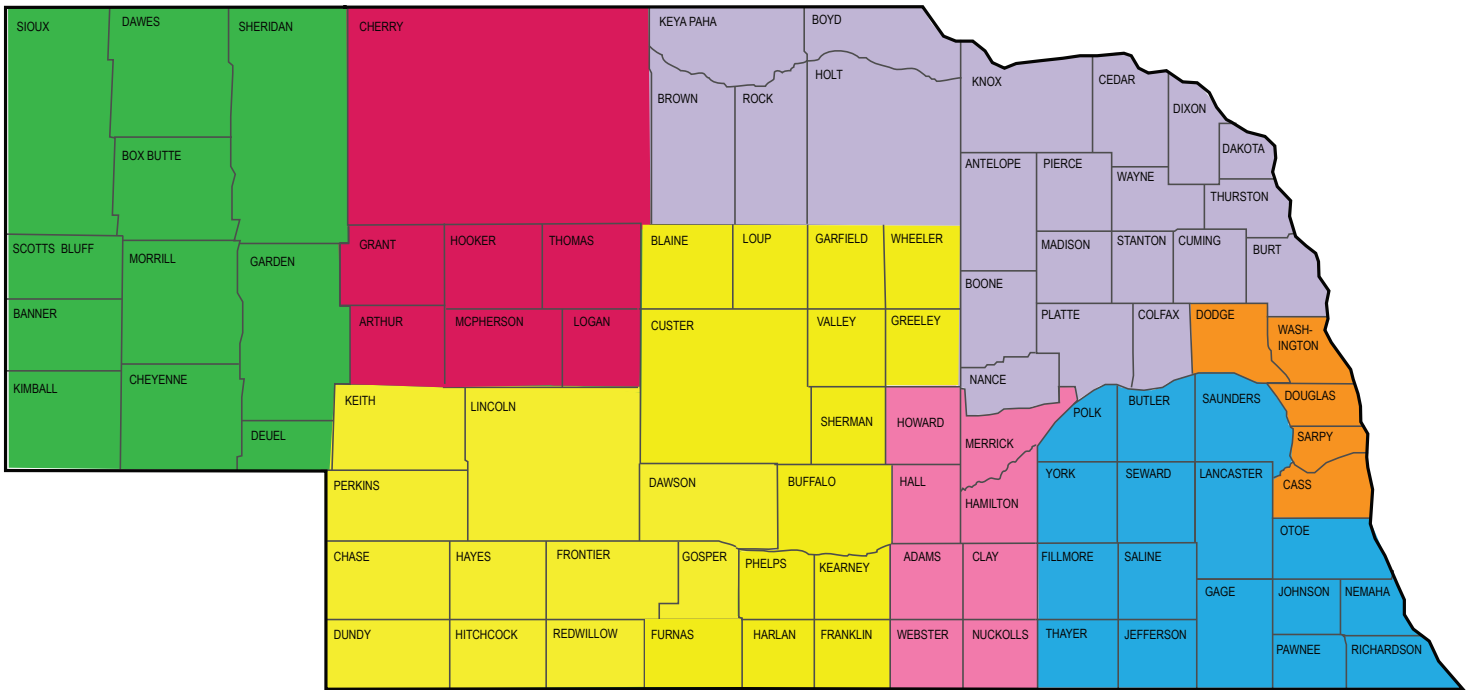 SIOUX
DAWES
SHERIDAN
CHERRY
KEYA PAHA
BOYD
HOLT
KNOX
CEDAR
BROWN
ROCK
DIXON
DAKOTA
BOX BUTTE
ANTELOPE
PIERCE
WAYNE
THURSTON
SCOTTS BLUFF
MORRILL
GARDEN
GRANT
HOOKER
THOMAS
BLAINE
LOUP
GARFIELD
WHEELER
MADISON
STANTON
CUMING
BURT
BOONE
BANNER
ARTHUR
MCPHERSON
LOGAN
CUSTER
VALLEY
GREELEY
PLATTE
COLFAX
DODGE
WASH-
INGTON
KIMBALL
CHEYENNE
NANCE
KEITH
LINCOLN
SHERMAN
HOWARD
MERRICK
POLK
BUTLER
SAUNDERS
DOUGLAS
DEUEL
SARPY
PERKINS
DAWSON
BUFFALO
HALL
HAMILTON
YORK
SEWARD
LANCASTER
CASS
OTOE
CHASE
HAYES
FRONTIER
GOSPER
PHELPS
KEARNEY
ADAMS
CLAY
FILLMORE
SALINE
GAGE
JOHNSON
NEMAHA
DUNDY
HITCHCOCK
REDWILLOW
FURNAS
HARLAN
FRANKLIN
WEBSTER
NUCKOLLS
THAYER
JEFFERSON
PAWNEE
RICHARDSON